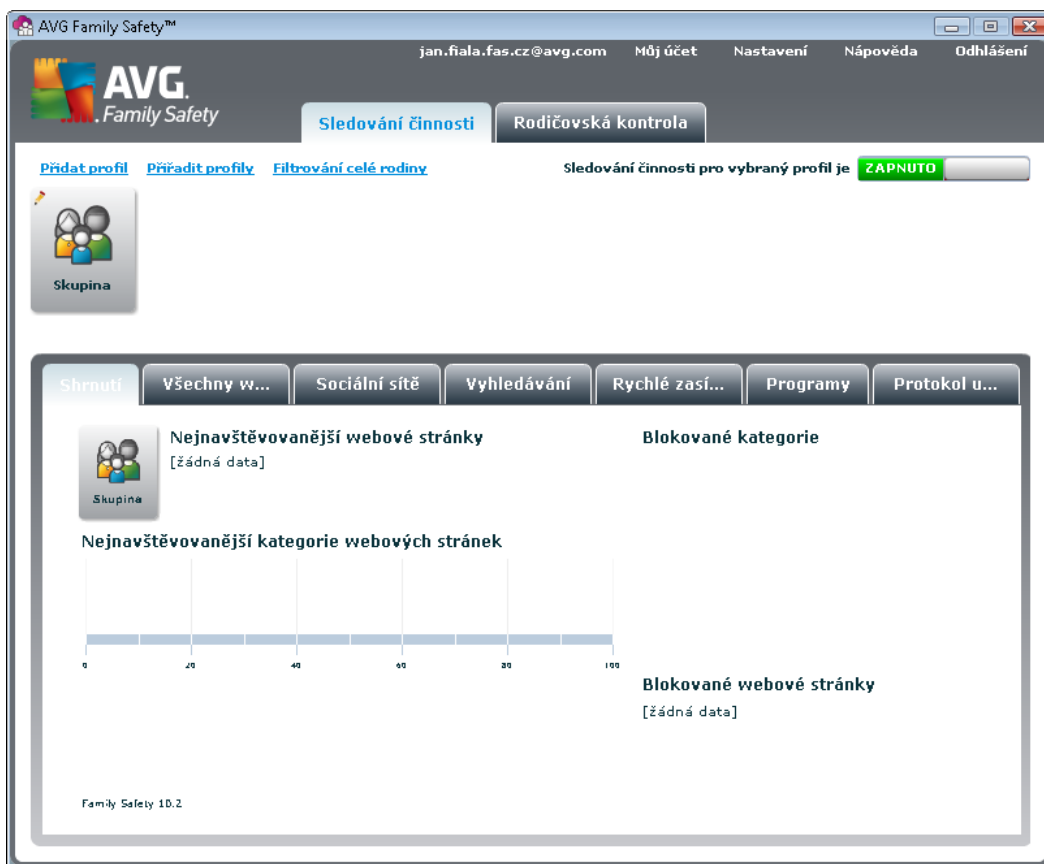 AVG Family Safety™
jan.fiala.fas.cz@avg.com Můj účet Nastavení Nápověda Odhlášení
AVG.
Family Safety
Sledování činnosti Rodičovská kontrola
Přidat profil Přiřadit profily Filtrování celé rodiny Sledování činnosti pro vybraný profil je ZAPNUTO
Skupina
Shrnutí Všechny w... Sociální sítě Vyhledávání Rychlé zasí... Programy Protokol u...
Nejnavštěvovanější webové stránky Blokované kategorie
[žádná data]
Skupina
Nejnavštěvovanější kategorie webových stránek
0 20 40 60 80 100
Blokované webové stránky
[žádná data]
Family Safety 10.2